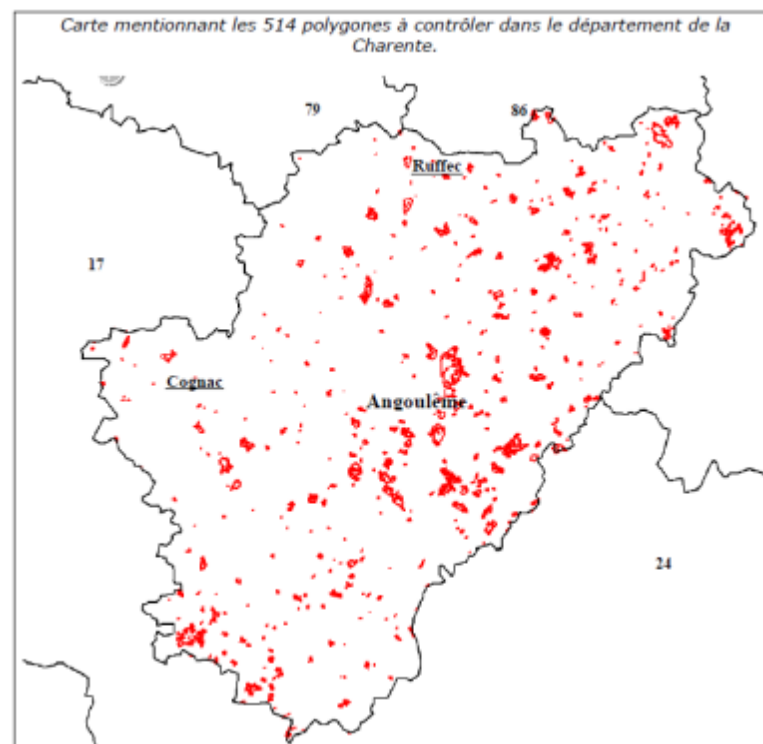 Carte mentionnant les 514 polygones à contrôler dans le département de la
Charente.
79
86
Ruffec
17
Cognac
Angoulême
24